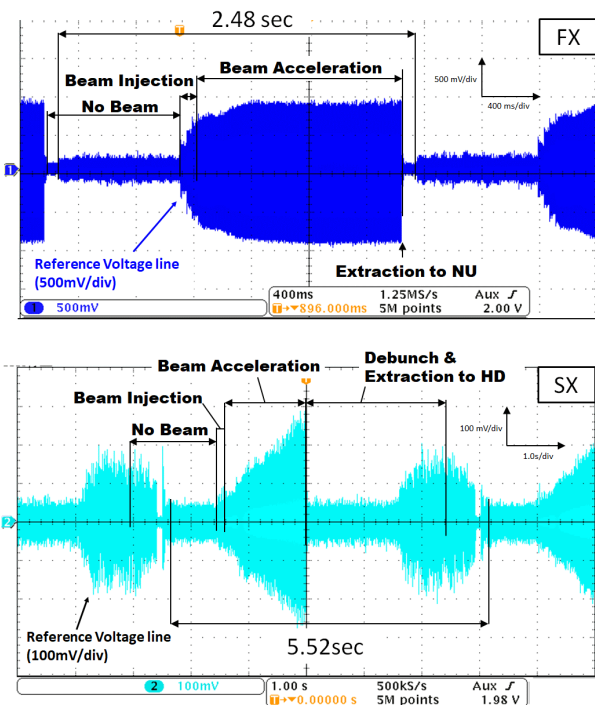 2.48 sec
FX
T
Beam Acceleration
Beam Injection
No Beam
500 mV/div
400 ms/div
1
Reference Voltage line
(500mV/div)
Extraction to NU
1 500mV
400ms 1.25MS/s Aux ʃ
T→▼896.000ms 5M points 2.00 V
Debunch &
Extraction to HD
SX
Beam Acceleration
T
Beam Injection
No Beam
100 mV/div
1.0s/div
2
Reference Voltage line
(100mV/div)
5.52sec
2 100mV
1.00 s 500kS/s Aux ʃ
T→▼0.00000 s 5M points 1.98 V